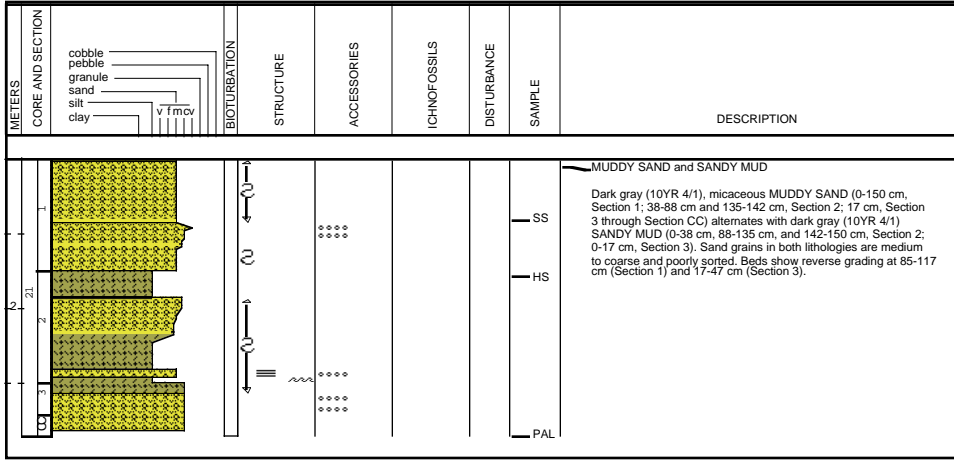 METERS
CORE AND SECTION
cobble
pebble
granule
sand
silt
clay
v f m c v
BIOTURBATION
STRUCTURE
ACCESSORIES
ICHNOFOSSILS
DISTURBANCE
SAMPLE
DESCRIPTION
MUDDY SAND and SANDY MUD
Dark gray (10YR 4/1), micaceous MUDDY SAND (0-150 cm,
Section 1; 38-88 cm and 135-142 cm, Section 2; 17 cm, Section
3 through Section CC) alternates with dark gray (10YR 4/1)
SANDY MUD (0-38 cm, 88-135 cm, and 142-150 cm, Section 2;
0-17 cm, Section 3). Sand grains in both lithologies are medium
to coarse and poorly sorted. Beds show reverse grading at 85-117
cm (Section 1) and 17-47 cm (Section 3).
1
SS
HS
21
2
2
3
PAL